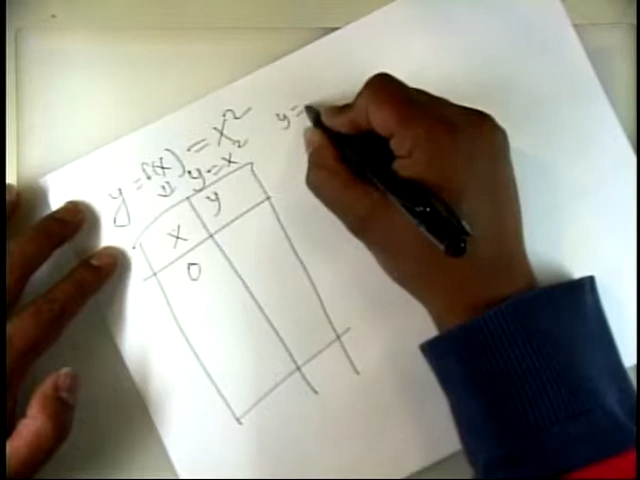 y = f(x) = x²
y = x²
x y
0
y =